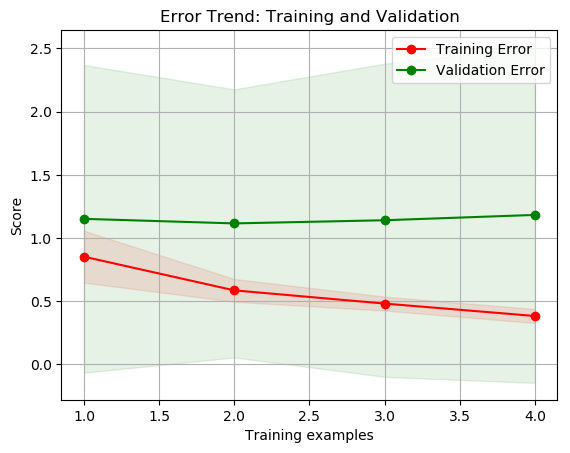 Error Trend: Training and Validation
Training Error
Validation Error
Score
2.5
2.0
1.5
1.0
0.5
0.0
1.0 1.5 2.0 2.5 3.0 3.5 4.0
Training examples